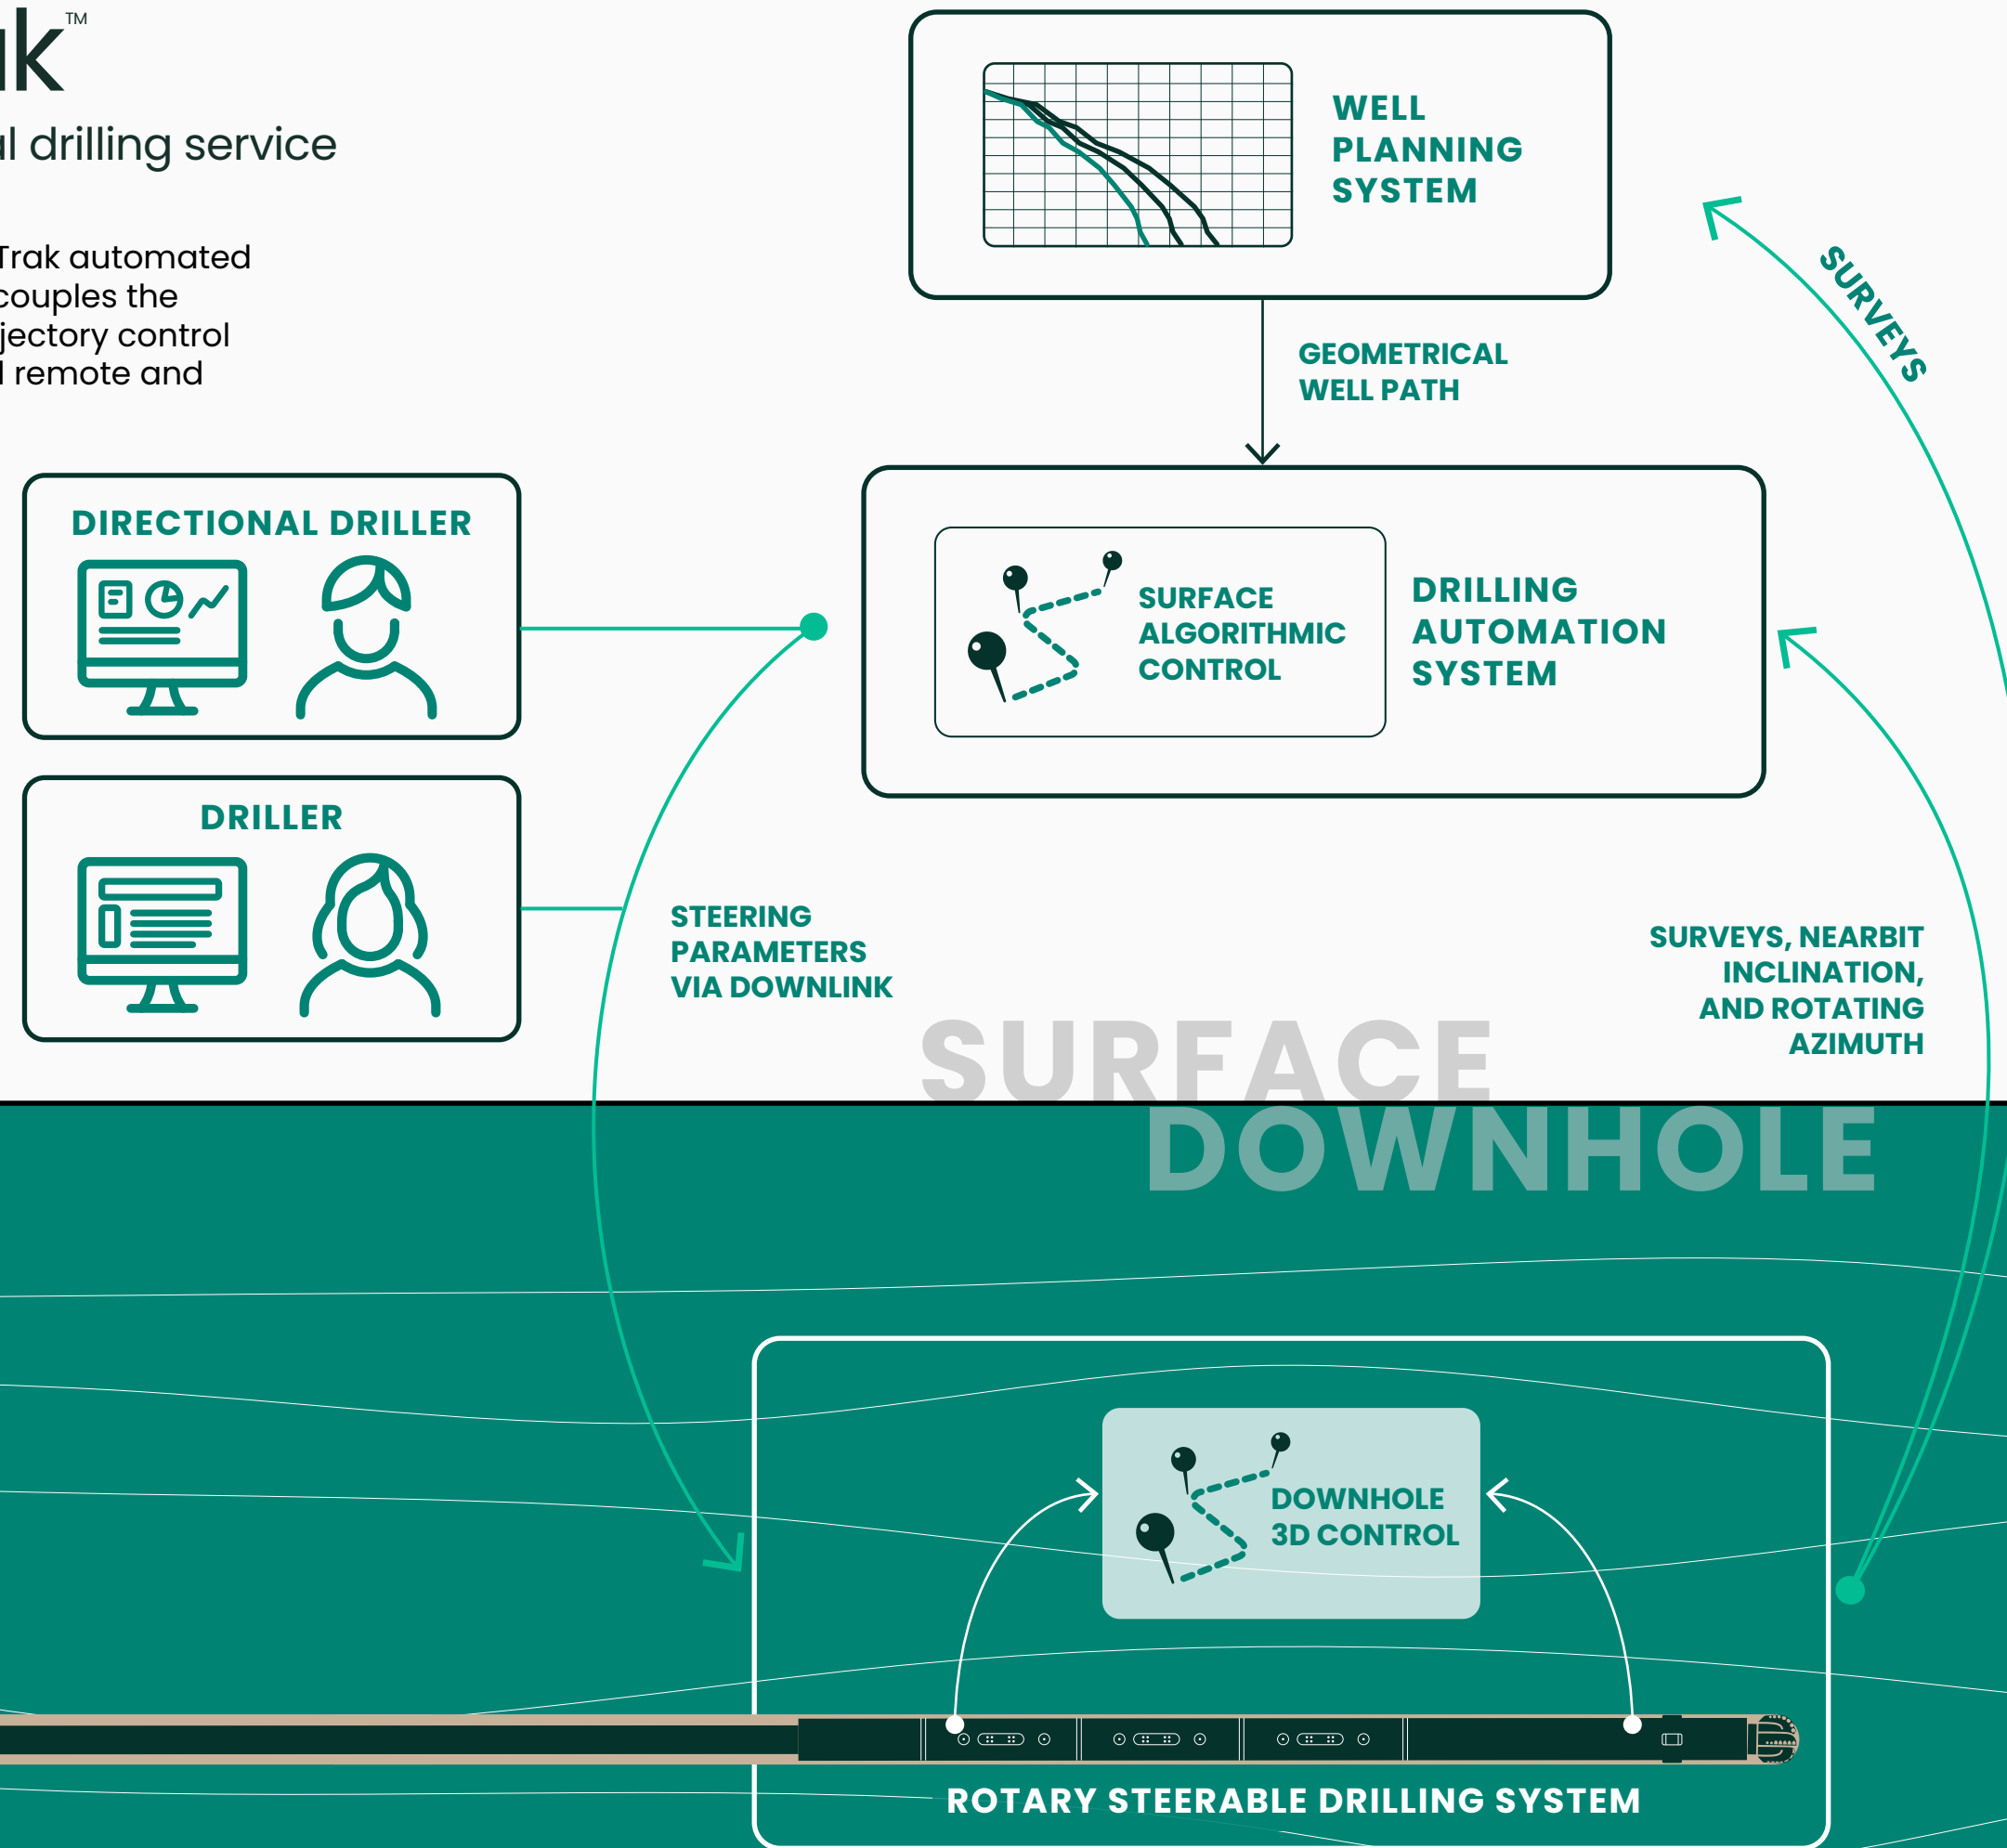 ak™
al drilling service
Trak automated
couples the
jectory control
d remote and
WELL
PLANNING
SYSTEM
SURVEYS
GEOMETRICAL
WELL PATH
DIRECTIONAL DRILLER
SURFACE
ALGORITHMIC
CONTROL
DRILLING
AUTOMATION
SYSTEM
DRILLER
STEERING
PARAMETERS
VIA DOWNLINK
SURVEYS, NEARBIT
INCLINATION,
AND ROTATING
AZIMUTH
SURFACE
DOWNHOLE
DOWNHOLE
3D CONTROL
ROTARY STEERABLE DRILLING SYSTEM